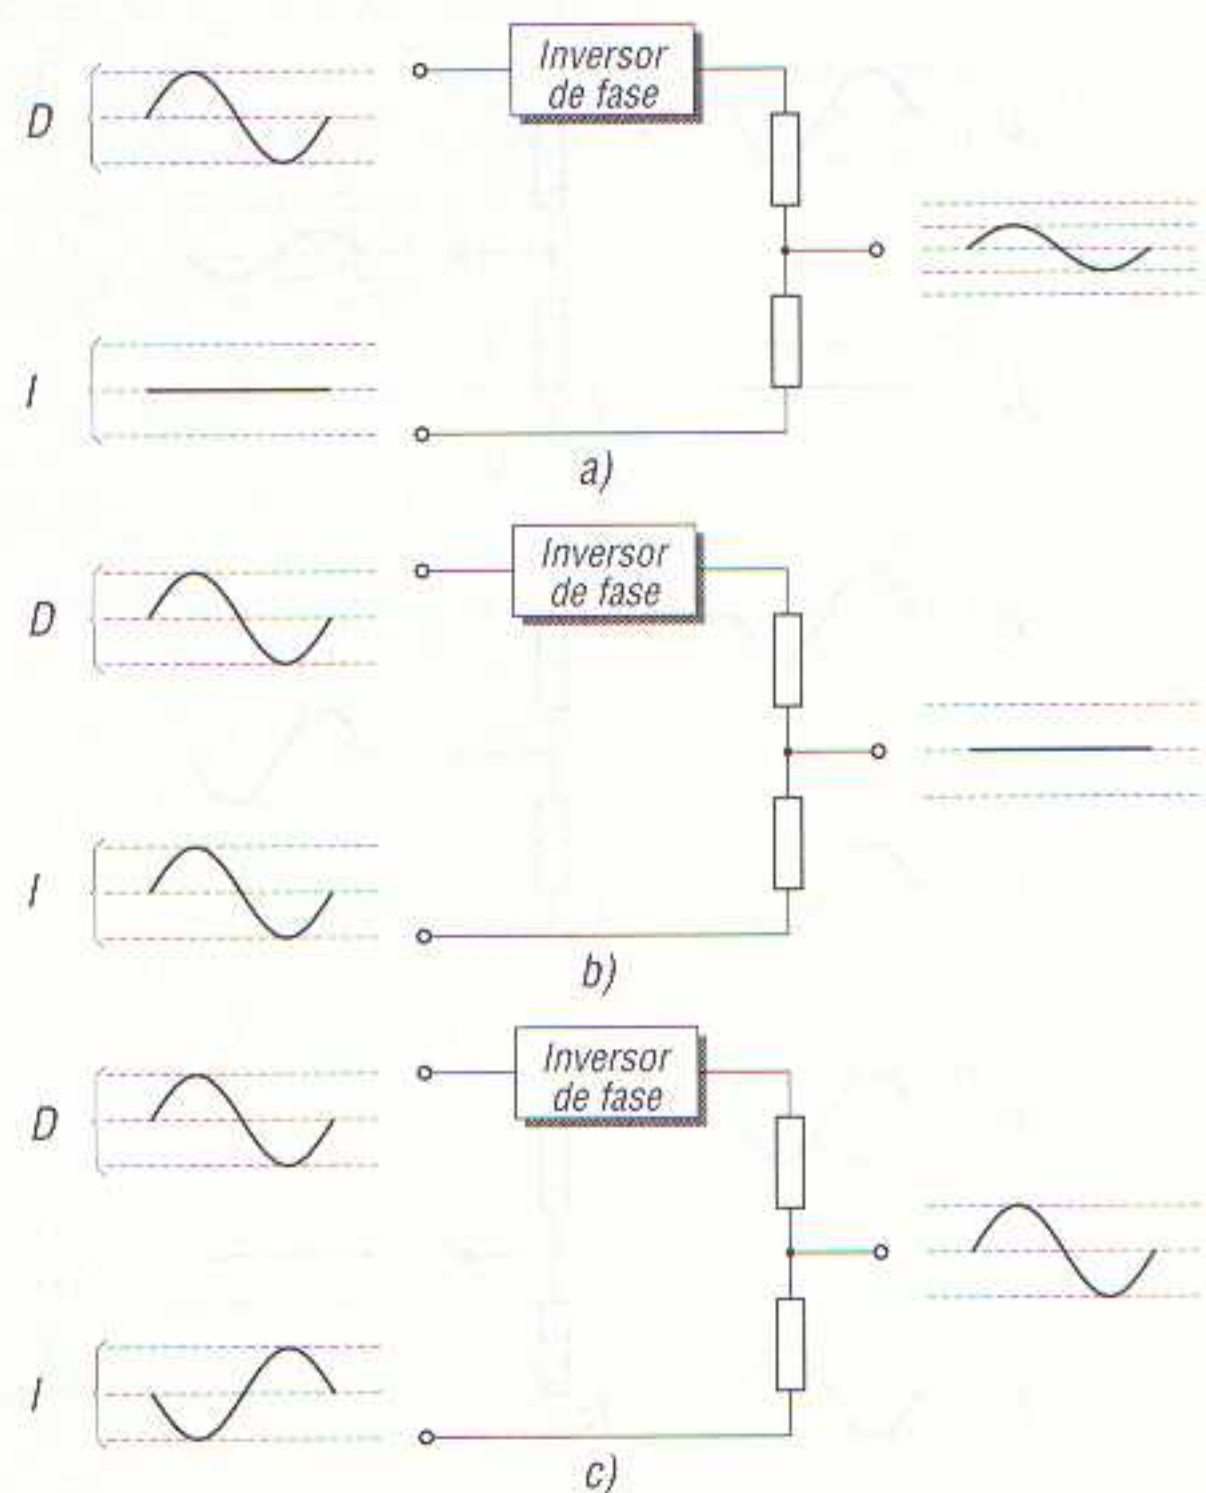 Inversor
de fase
D
I
a)
Inversor
de fase
D
I
b)
Inversor
de fase
D
I
c)